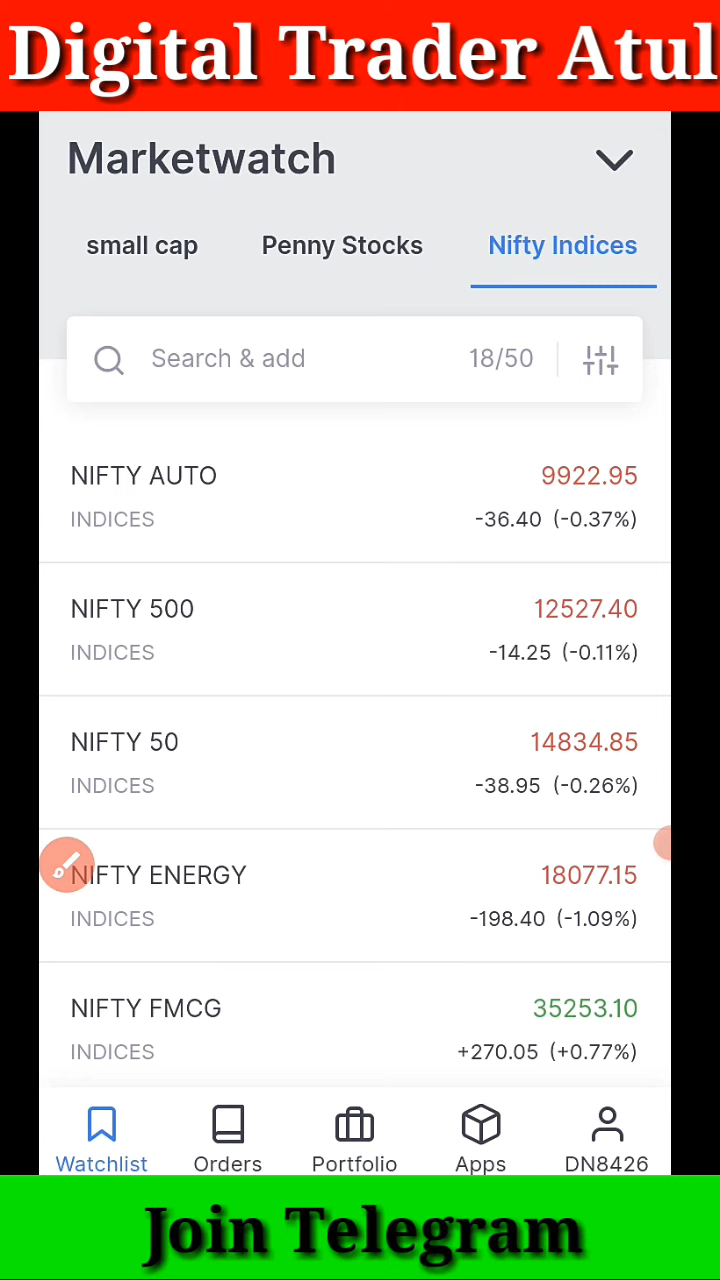 Digital Trader Atul
Marketwatch
small cap Penny Stocks Nifty Indices
Search & add 18/50
NIFTY AUTO 9922.95
INDICES -36.40 (-0.37%)
NIFTY 500 12527.40
INDICES -14.25 (-0.11%)
NIFTY 50 14834.85
INDICES -38.95 (-0.26%)
NIFTY ENERGY 18077.15
INDICES -198.40 (-1.09%)
NIFTY FMCG 35253.10
INDICES +270.05 (+0.77%)
Watchlist Orders Portfolio Apps DN8426
Join Telegram